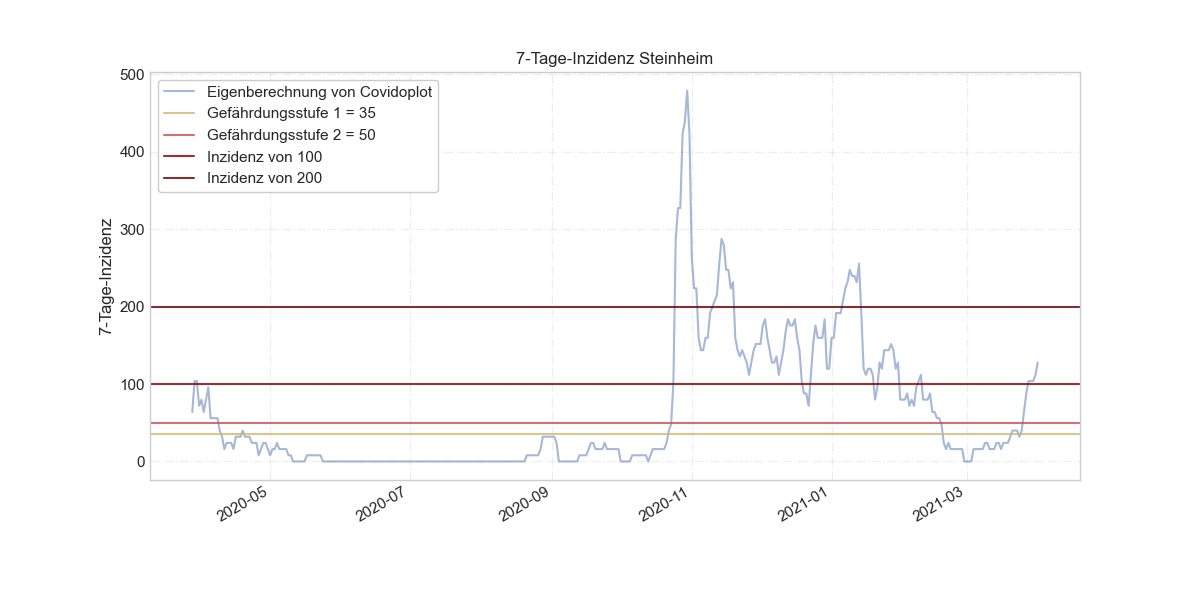 7-Tage-Inzidenz Steinheim
Eigenberechnung von Covidoplot
Gefährdungsstufe 1 = 35
Gefährdungsstufe 2 = 50
Inzidenz von 100
Inzidenz von 200
7-Tage-Inzidenz
500
400
300
200
100
0
2020-05
2020-07
2020-09
2020-11
2021-01
2021-03